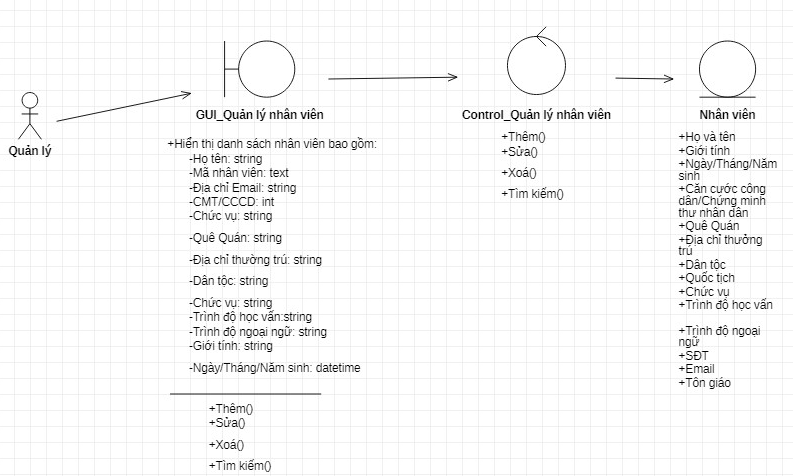 Quản lý
GUI_Quản lý nhân viên
+Hiển thị danh sách nhân viên bao gồm:
-Họ tên: string
-Mã nhân viên: text
-Địa chỉ Email: string
-CMT/CCCD: int
-Chức vụ: string
-Quê Quán: string
-Địa chỉ thường trú: string
-Dân tộc: string
-Chức vụ: string
-Trình độ học vấn:string
-Trình độ ngoại ngữ: string
-Giới tính: string
-Ngày/Tháng/Năm sinh: datetime
+Thêm()
+Sửa()
+Xoá()
+Tìm kiếm()
Control_Quản lý nhân viên
+Thêm()
+Sửa()
+Xoá()
+Tìm kiếm()
Nhân viên
+Họ và tên
+Giới tính
+Ngày/Tháng/Năm
sinh
+Căn cước công
dân/Chứng minh
thư nhân dân
+Quê Quán
+Địa chỉ thường
trú
+Dân tộc
+Quốc tịch
+Chức vụ
+Trình độ học vấn
+Trình độ ngoại
ngữ
+SĐT
+Email
+Tôn giáo